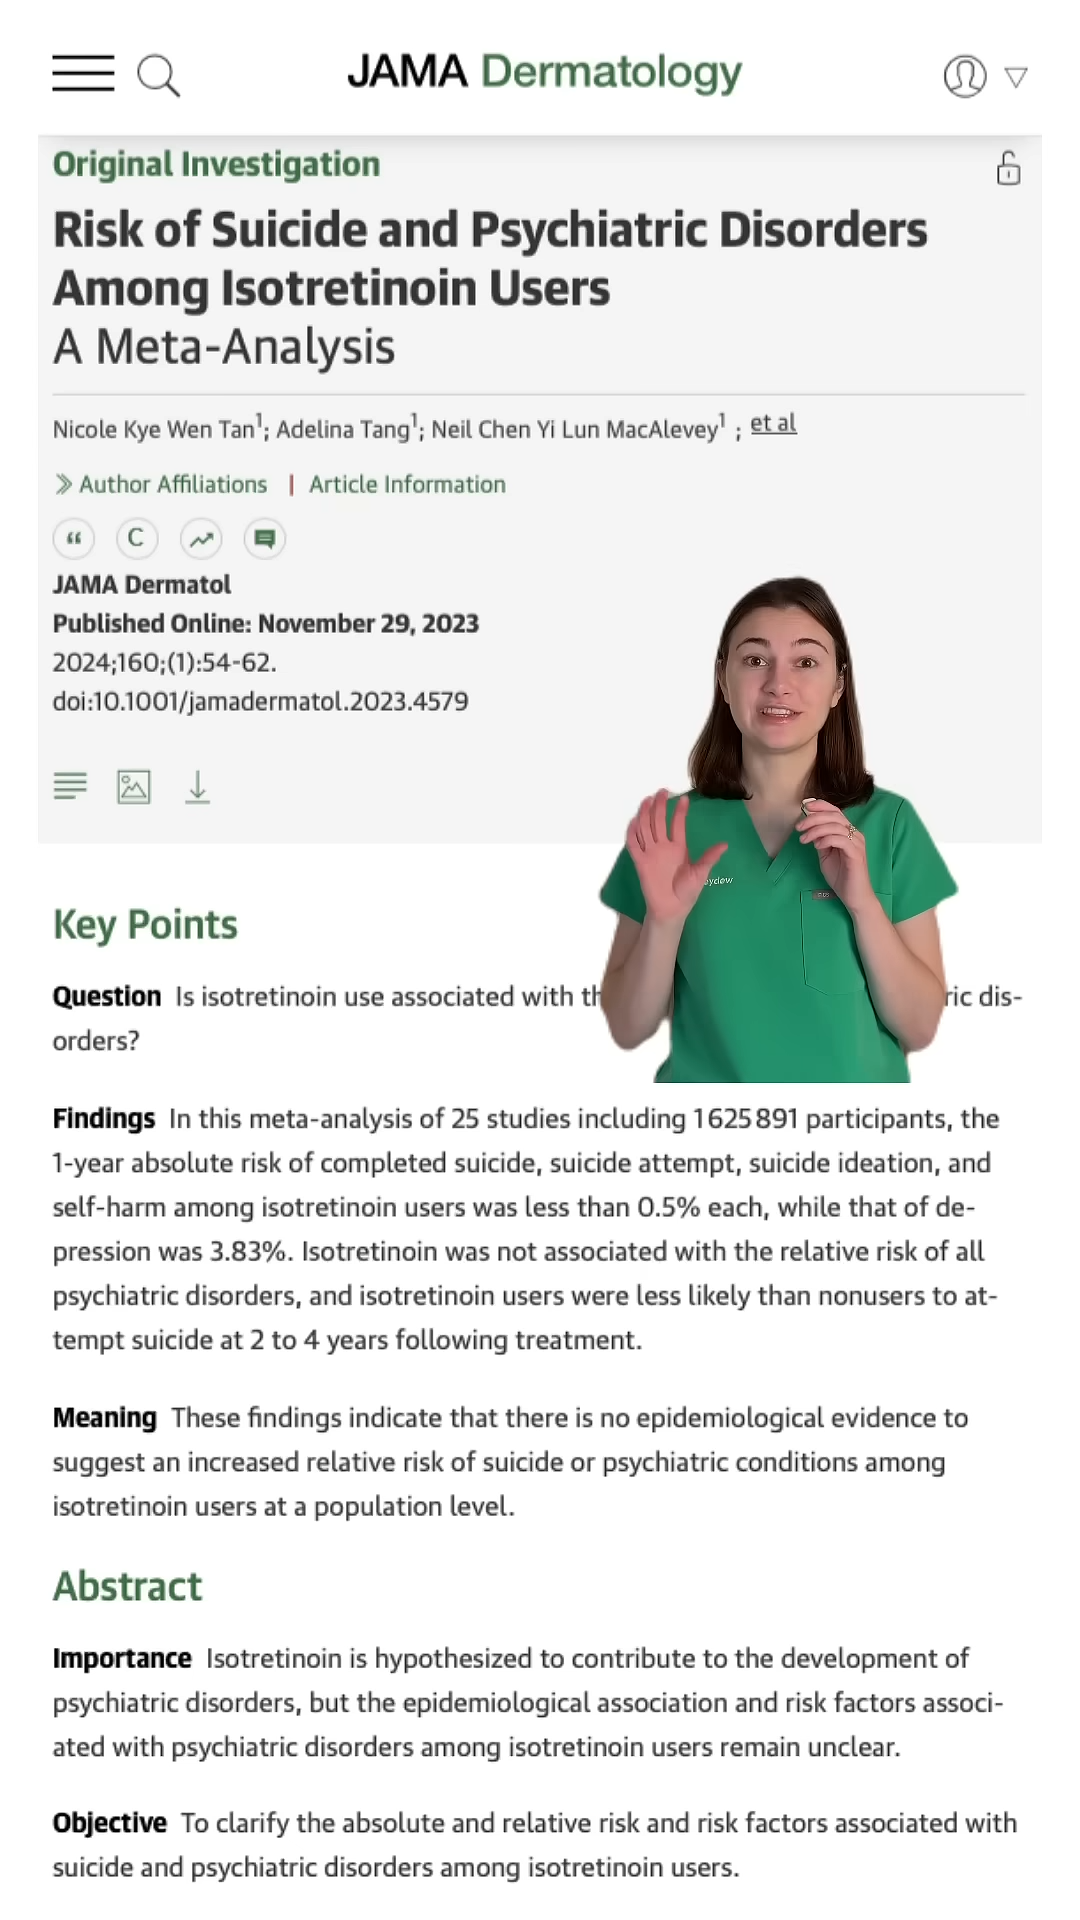 JAMA Dermatology
Original Investigation
Risk of Suicide and Psychiatric Disorders
Among Isotretinoin Users
A Meta-Analysis
Nicole Kye Wen Tan1; Adelina Tang1; Neil Chen Yi Lun MacAlevey1 ; et al
Author Affiliations | Article Information
“ C
JAMA Dermatol
Published Online: November 29, 2023
2024;160;(1):54-62.
doi:10.1001/jamadermatol.2023.4579
Key Points
Question Is isotretinoin use associated with dis-
orders?
Findings In this meta-analysis of 25 studies including 1 625 891 participants, the
1-year absolute risk of completed suicide, suicide attempt, suicide ideation, and
self-harm among isotretinoin users was less than 0.5% each, while that of de-
pression was 3.83%. Isotretinoin was not associated with the relative risk of all
psychiatric disorders, and isotretinoin users were less likely than nonusers to at-
tempt suicide at 2 to 4 years following treatment.
Meaning These findings indicate that there is no epidemiological evidence to
suggest an increased relative risk of suicide or psychiatric conditions among
isotretinoin users at a population level.
Abstract
Importance Isotretinoin is hypothesized to contribute to the development of
psychiatric disorders, but the epidemiological association and risk factors associ-
ated with psychiatric disorders among isotretinoin users remain unclear.
Objective To clarify the absolute and relative risk and risk factors associated with
suicide and psychiatric disorders among isotretinoin users.